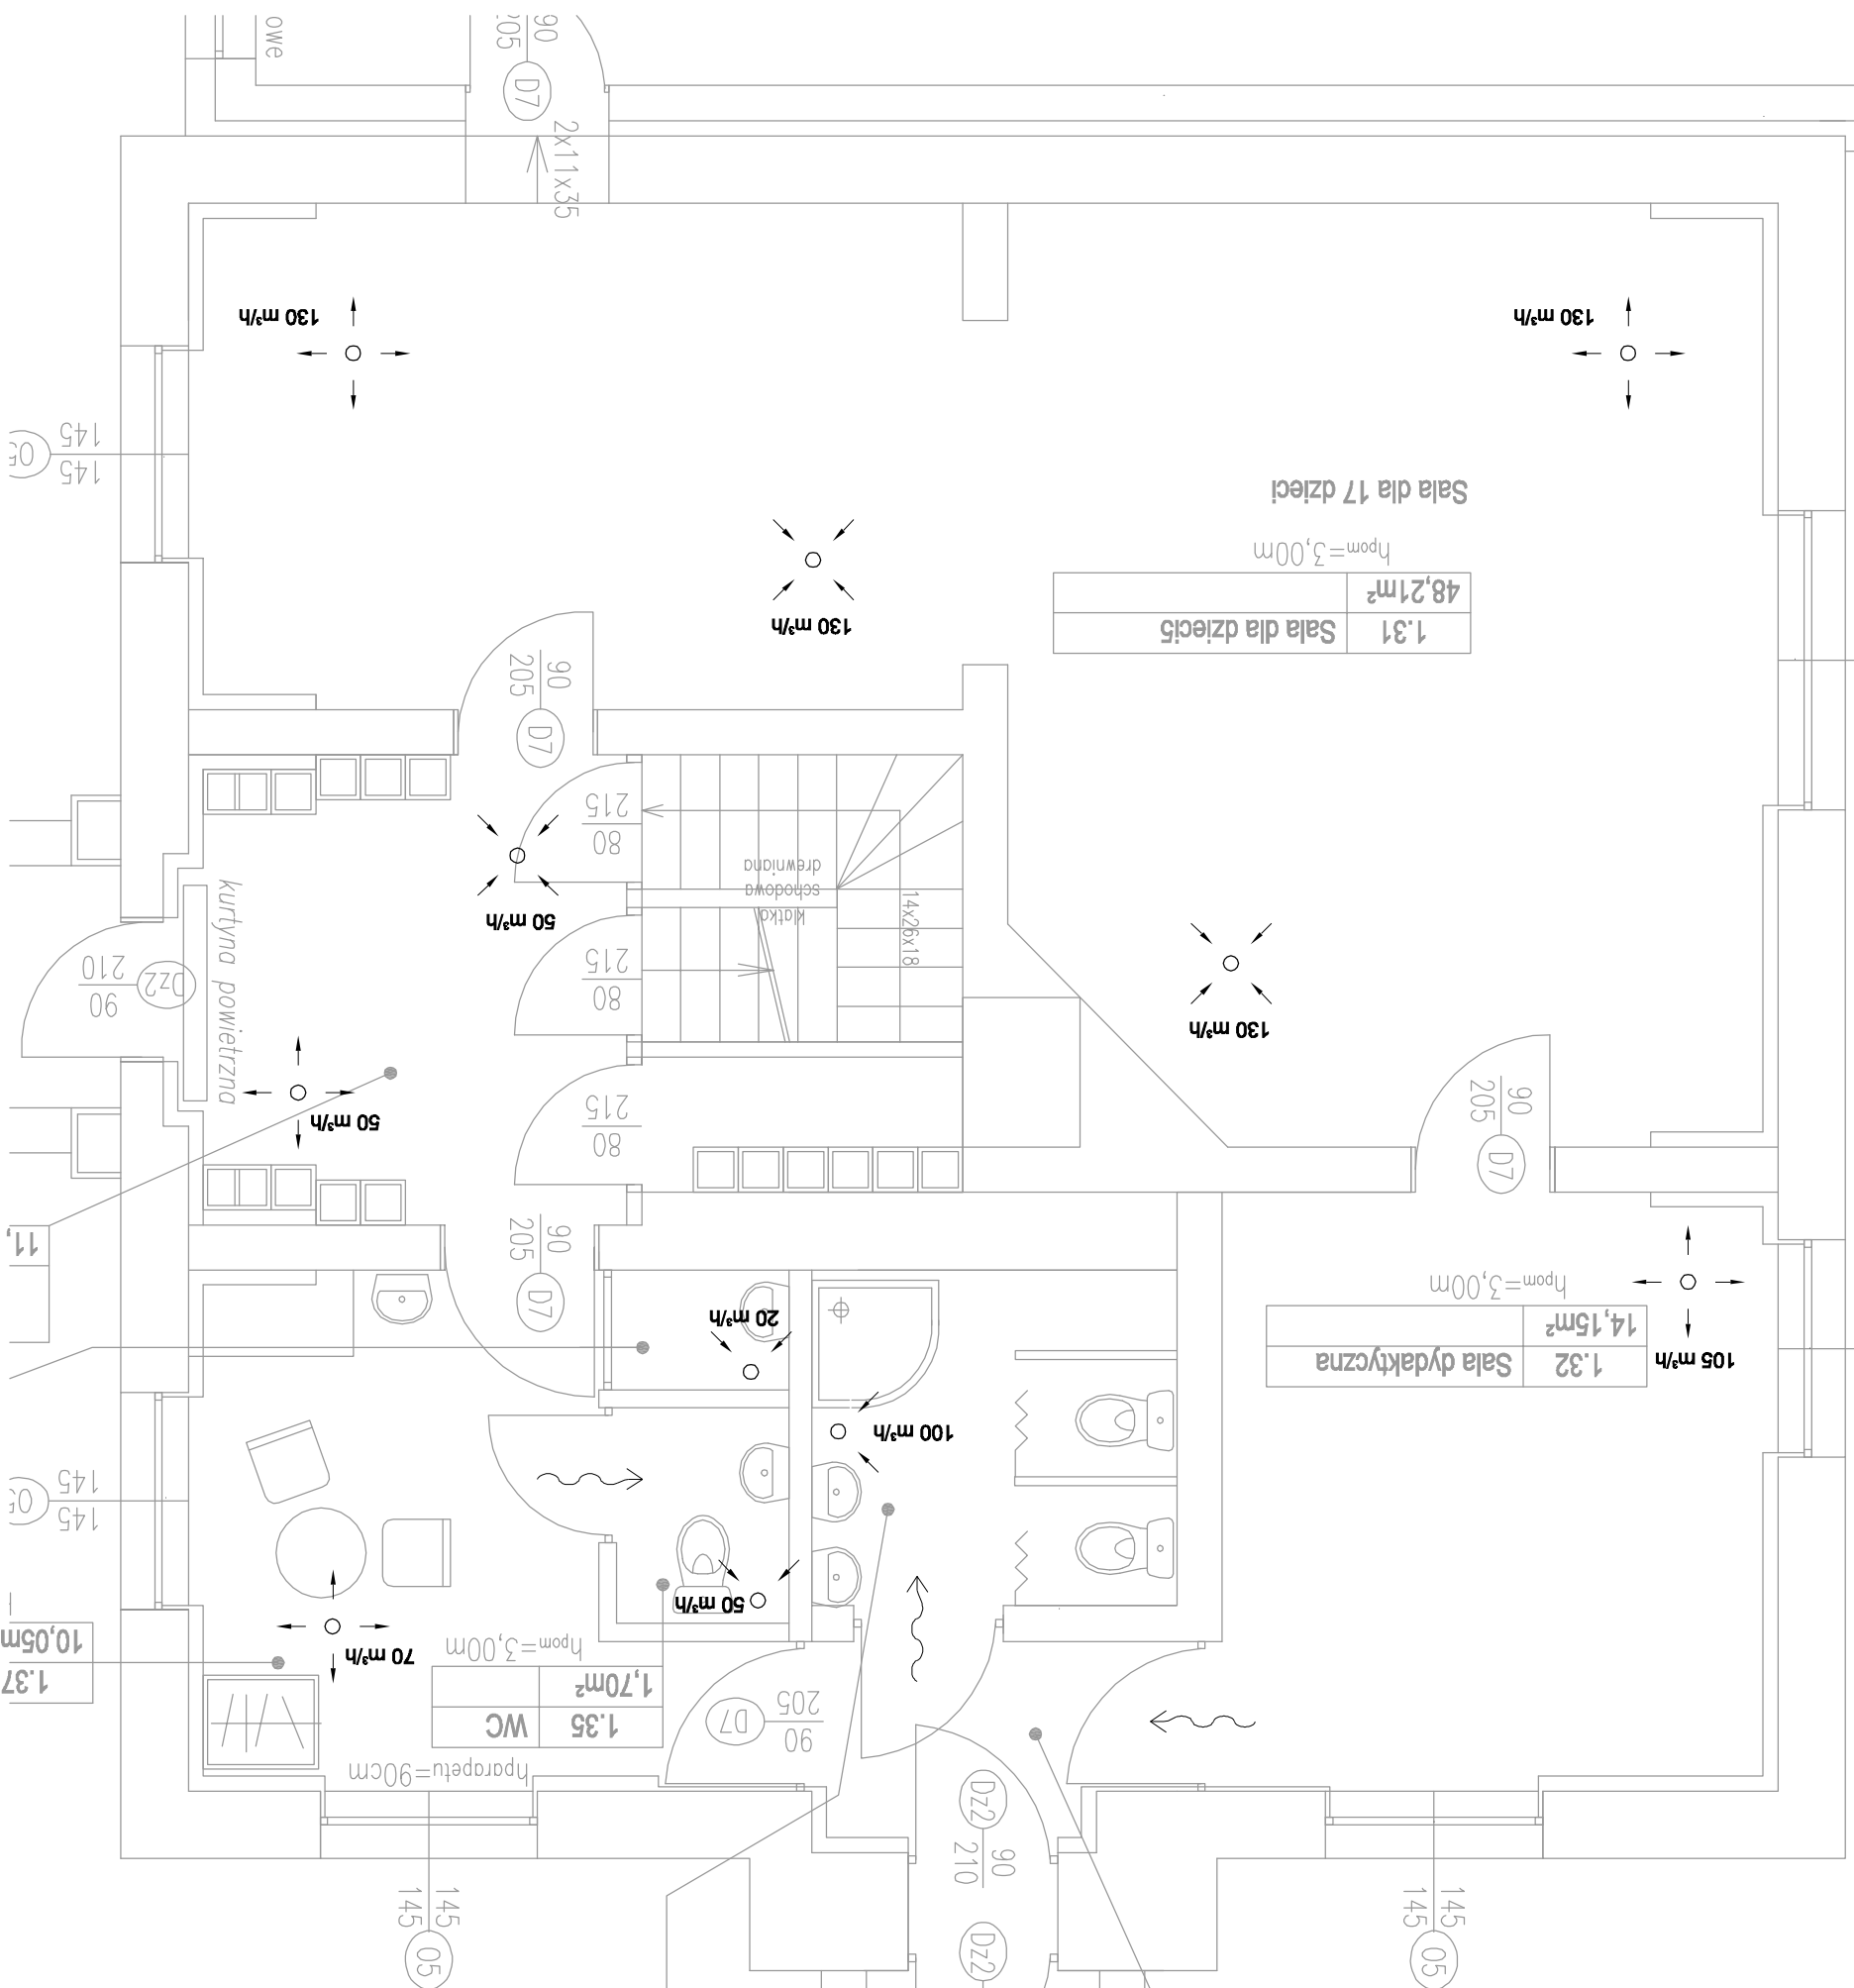 owe
90
205
D7
2x11x35
130 m³/h
130 m³/h
145
145
05
Sala dla 17 dzieci
hpom=3,00m
48,21m²
1.31 Sala dla dzieci5
130 m³/h
90
205
D7
80
215
klatka
schodowa
drewniana
14x26x18
50 m³/h
80
215
90
210
Dz2
kurtyna powietrzna
130 m³/h
50 m³/h
80
215
90
205
D7
11,
90
205
D7
hpom=3,00m
14,15m²
1.32 Sala dydaktyczna
105 m³/h
20 m³/h
100 m³/h
145
145
05
50 m³/h
70 m³/h
10,05m
1.37
hpom=3,00m
1,70m²
1.35 WC
90
205
D7
hparapetu=90cm
Dz2
90
210
Dz2
145
145
05
145
145
05